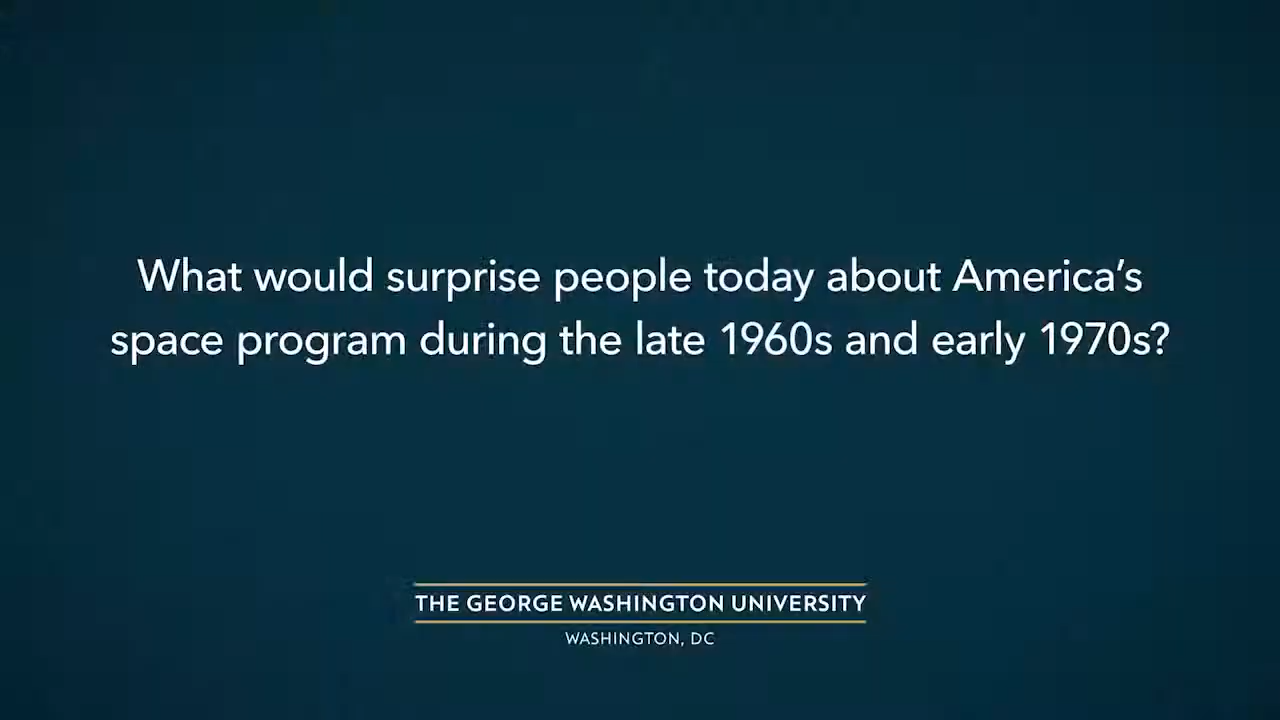 What would surprise people today about America’s
space program during the late 1960s and early 1970s?
THE GEORGE WASHINGTON UNIVERSITY
WASHINGTON, DC